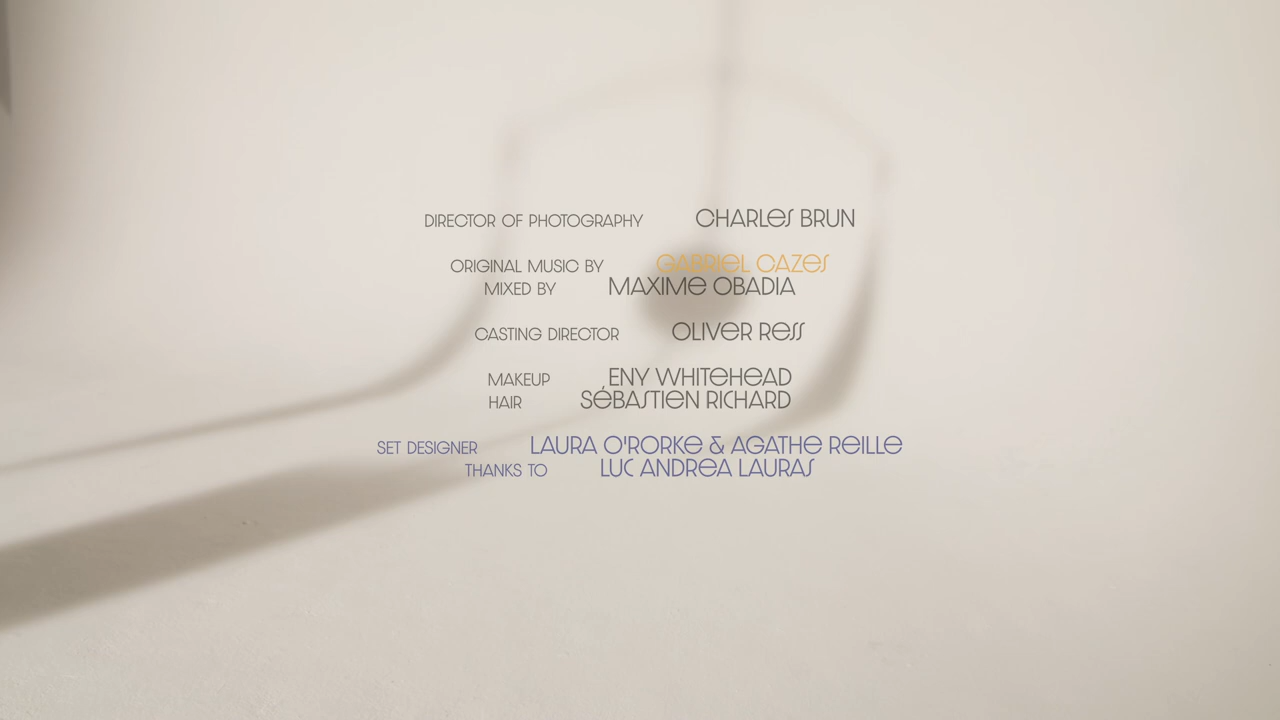 DIRECTOR OF PHOTOGRAPHY CHARLES BRUN
ORIGINAL MUSIC BY GABRIEL CAZES
MIXED BY MAXIME OBADIA
CASTING DIRECTOR OLIVER RESS
MAKEUP ENY WHITEHEAD
HAIR SÉBASTIEN RICHARD
SET DESIGNER LAURA O'RORKE & AGATHE REILLE
THANKS TO LUC ANDREA LAURAS